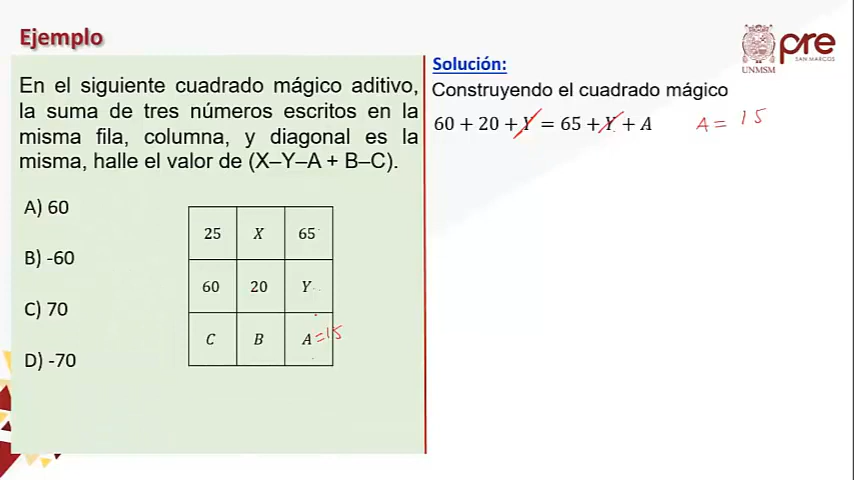 Ejemplo
En el siguiente cuadrado mágico aditivo,
la suma de tres números escritos en la
misma fila, columna, y diagonal es la
misma, halle el valor de (X–Y–A + B–C).
A) 60
B) -60
C) 70
D) -70
25 X 65
60 20 Y
C B A =15
Solución:
Construyendo el cuadrado mágico
60 + 20 + Y = 65 + Y + A A = 15
UNMSM
pre
SAN MARCOS